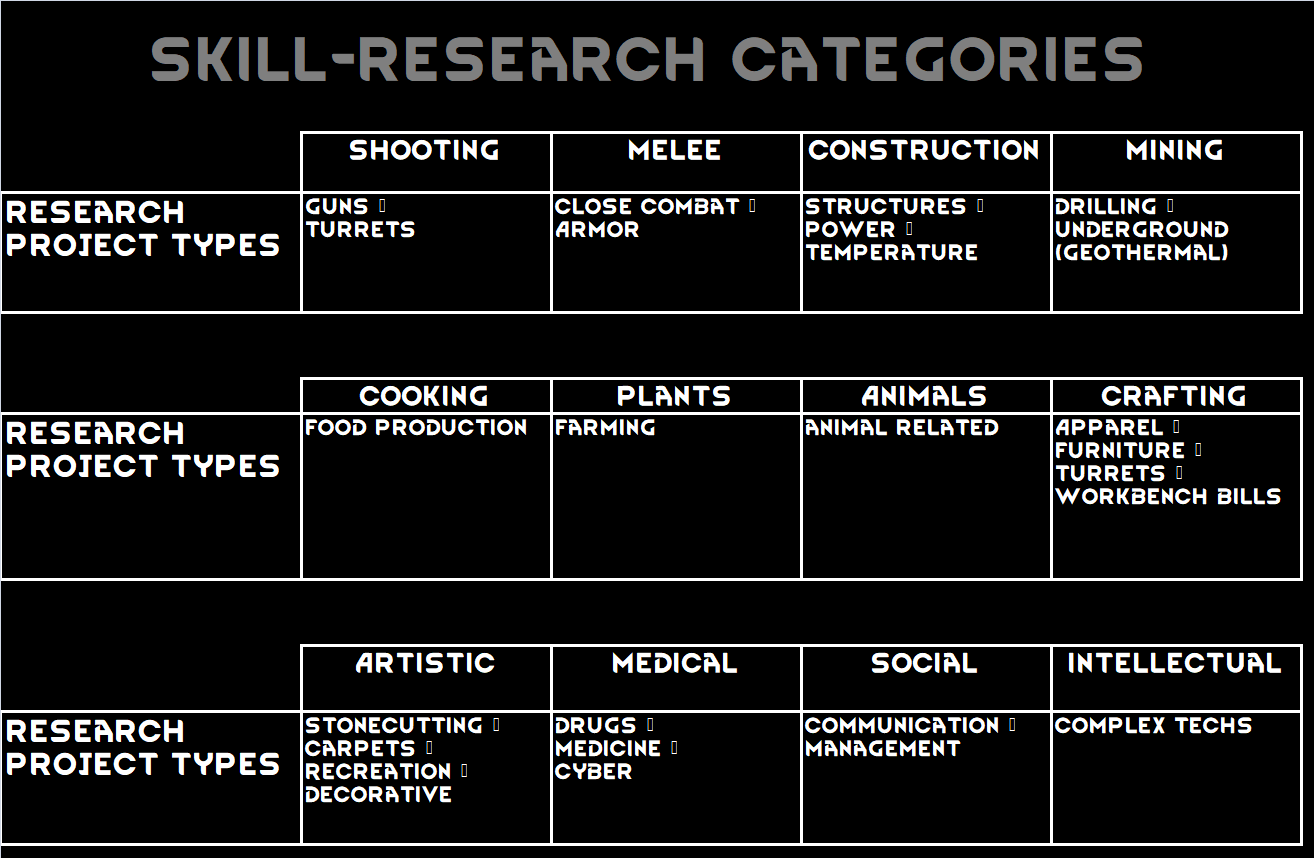 SKILL-RESEARCH CATEGORIES
SHOOTING MELEE CONSTRUCTION MINING
RESEARCH
PROJECT TYPES
GUNS ▯
TURRETS
CLOSE COMBAT ▯
ARMOR
STRUCTURES ▯
POWER ▯
TEMPERATURE
DRILLING ▯
UNDERGROUND
(GEOTHERMAL)
COOKING PLANTS ANIMALS CRAFTING
RESEARCH
PROJECT TYPES
FOOD PRODUCTION
FARMING
ANIMAL RELATED
APPAREL ▯
FURNITURE ▯
TURRETS ▯
WORKBENCH BILLS
ARTISTIC MEDICAL SOCIAL INTELLECTUAL
RESEARCH
PROJECT TYPES
STONECUTTING ▯
CARPETS ▯
RECREATION ▯
DECORATIVE
DRUGS ▯
MEDICINE ▯
CYBER
COMMUNICATION ▯
MANAGEMENT
COMPLEX TECHS